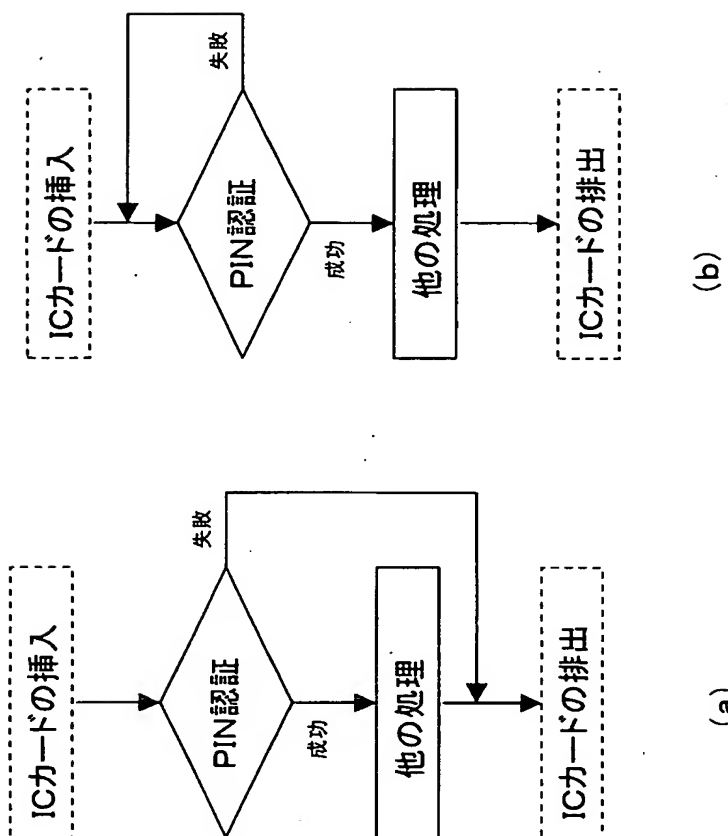 ICカードの挿入
PIN認証
失敗
成功
他の処理
ICカードの排出
(a)
ICカードの挿入
PIN認証
失敗
成功
他の処理
ICカードの排出
(b)